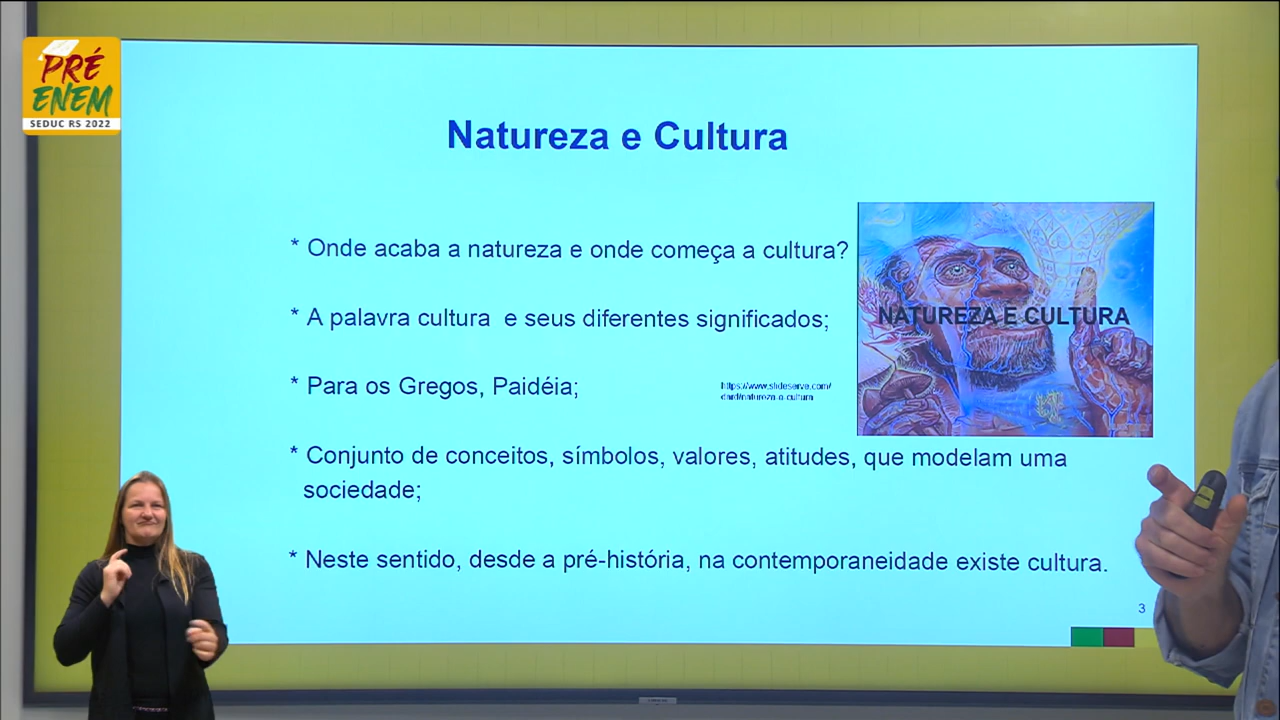 PRÉ
ENEM
SEDUC RS 2022
Natureza e Cultura
* Onde acaba a natureza e onde começa a cultura?
NATUREZA E CULTURA
* A palavra cultura e seus diferentes significados;
* Para os Gregos, Paidéia;
https://www.slideserve.com/
dard/natureza-e-cultura
* Conjunto de conceitos, símbolos, valores, atitudes, que modelam uma
sociedade;
* Neste sentido, desde a pré-história, na contemporaneidade existe cultura.
3